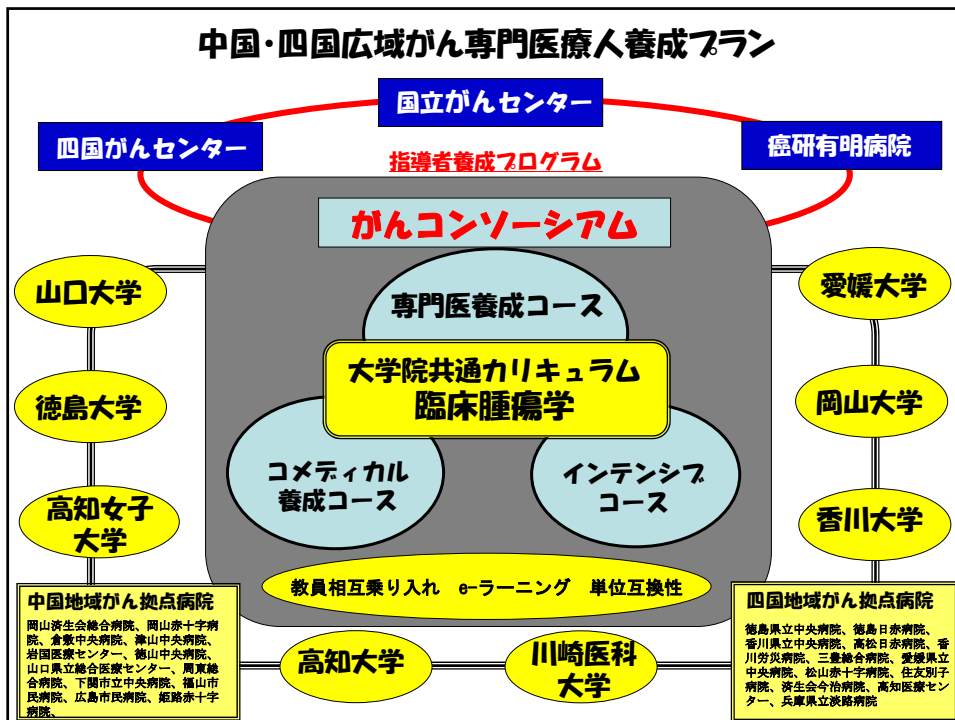 中国・四国広域がん専門医療人養成プラン
国立がんセンター
四国がんセンター
癌研有明病院
指導者養成プログラム
がんコンソーシアム
山口大学
愛媛大学
専門医養成コース
大学院共通カリキュラム
臨床腫瘍学
徳島大学
岡山大学
コメディカル
養成コース
インテンシブ
コース
高知女子
大学
香川大学
教員相互乗り入れ e-ラーニング 単位互換性
中国地域がん拠点病院
岡山済生会総合病院、岡山赤十字病
院、倉敷中央病院、津山中央病院、
岩国医療センター、徳山中央病院、
山口県立総合医療センター、周東総
合病院、下関市立中央病院、福山市
民病院、広島市民病院、姫路赤十字
病院、
高知大学
川崎医科
大学
四国地域がん拠点病院
徳島県立中央病院、徳島日赤病院、
香川県立中央病院、高松日赤病院、香
川労災病院、三豊総合病院、愛媛県立
中央病院、松山赤十字病院、住友別子
病院、済生会今治病院、高知医療セン
ター、兵庫県立淡路病院